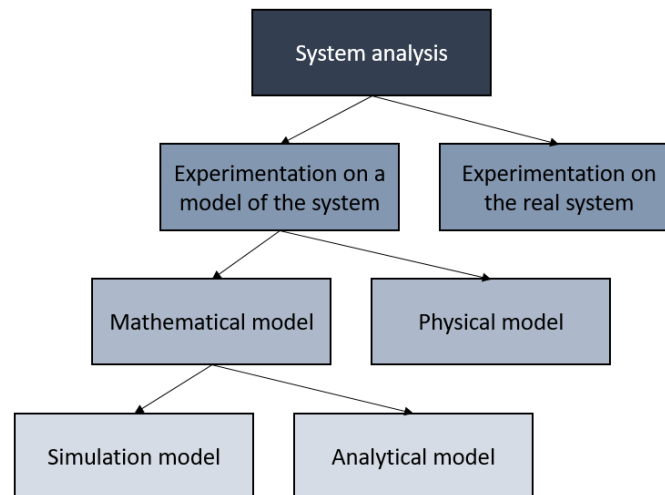 System analysis
Experimentation on a
model of the system
Experimentation on
the real system
Mathematical model
Physical model
Simulation model
Analytical model